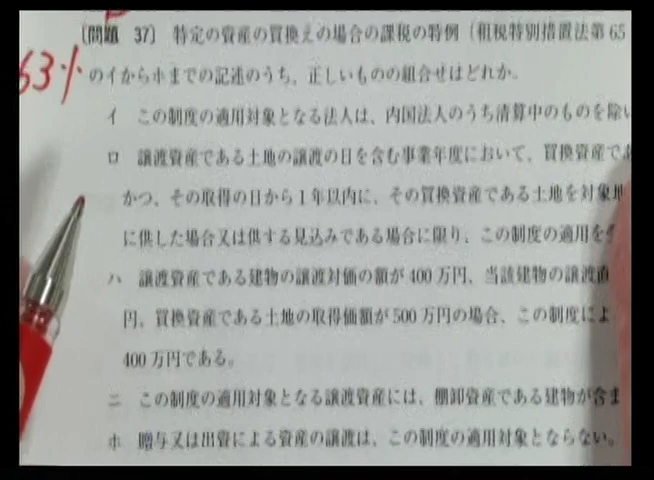 〔問題 37〕 特定の資産の買換えの場合の課税の特例（租税特別措置法第65
63% のイからホまでの記述のうち、正しいものの組合せはどれか。
イ この制度の適用対象となる法人は、内国法人のうち清算中のものを除い
ロ 譲渡資産である土地の譲渡の日を含む事業年度において、買換資産であ
かつ、その取得の日から1年以内に、その買換資産である土地を対象地
に供した場合又は供する見込みである場合に限り、この制度の適用を
ハ 譲渡資産である建物の譲渡対価の額が400万円、当該建物の譲渡直
円、買換資産である土地の取得価額が500万円の場合、この制度によ
400万円である。
ニ この制度の適用対象となる譲渡資産には、棚卸資産である建物が含ま
ホ 贈与又は出資による資産の譲渡は、この制度の適用対象とならない。